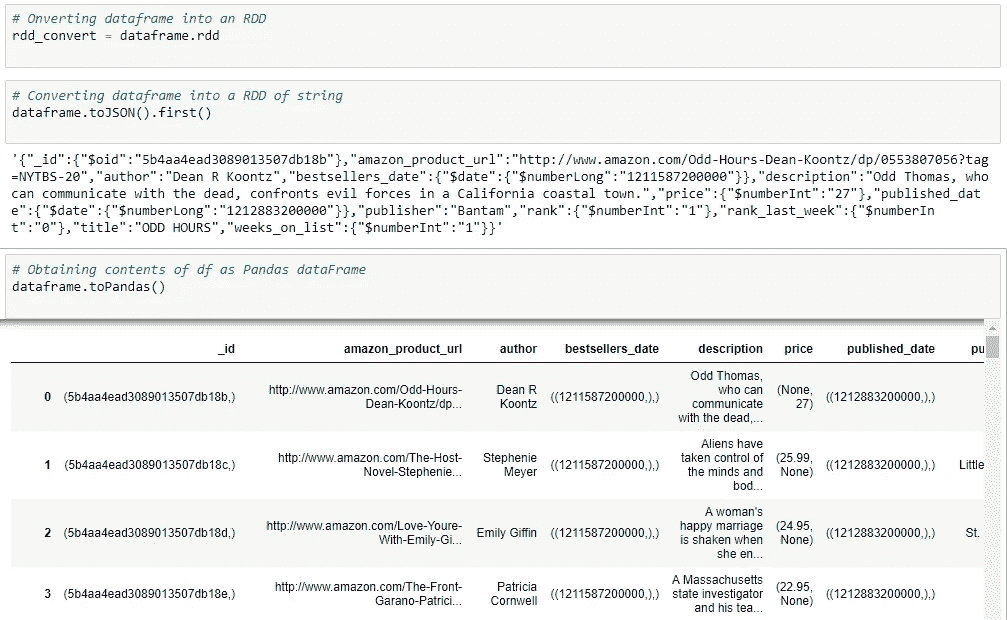 # Onverting dataframe into an RDD
rdd_convert = dataframe.rdd
# Converting dataframe into a RDD of string
dataframe.toJSON().first()
'{"_id":{"$oid":"5b4aa4ead3089013507db18b"},"amazon_product_url":"http://www.amazon.com/Odd-Hours-Dean-Koontz/dp/0553807056?tag
=NYTBS-20","author":"Dean R Koontz","bestsellers_date":{"$date":{"$numberLong":"1211587200000"}},"description":"Odd Thomas, who
can communicate with the dead, confronts evil forces in a California coastal town.","price":{"$numberInt":"27"},"published_dat
e":{"$date":{"$numberLong":"1212883200000"}},"publisher":"Bantam","rank":{"$numberInt":"1"},"rank_last_week":{"$numberIn
t":"0"},"title":"ODD HOURS","weeks_on_list":{"$numberInt":"1"}}'
# Obtaining contents of df as Pandas dataFrame
dataframe.toPandas()
_id amazon_product_url author bestsellers_date description price published_date pu
0 (5b4aa4ead3089013507db18b,) http://www.amazon.com/Odd-Hours-
Dean-Koontz/dp... Dean R
Koontz ((1211587200000,),) Odd Thomas,
who can
communicate
with the dead,... (None,
27) ((1212883200000,),)
1 (5b4aa4ead3089013507db18c,) http://www.amazon.com/The-Host-
Novel-Stephenie... Stephenie
Meyer ((1211587200000,),) Aliens have
taken control of
the minds and
bod... (25.99,
None) ((1212883200000,),) Little
2 (5b4aa4ead3089013507db18d,) http://www.amazon.com/Love-Youre-
With-Emily-Gi... Emily Giffin ((1211587200000,),) A woman's
happy marriage
is shaken when
she en... (24.95,
None) ((1212883200000,),) St.
3 (5b4aa4ead3089013507db18e,) http://www.amazon.com/The-Front-
Garano-Patrici... Patricia
Cornwell ((1211587200000,),) A Massachusetts
state investigator
and his tea... (22.95,
None) ((1212883200000,),)